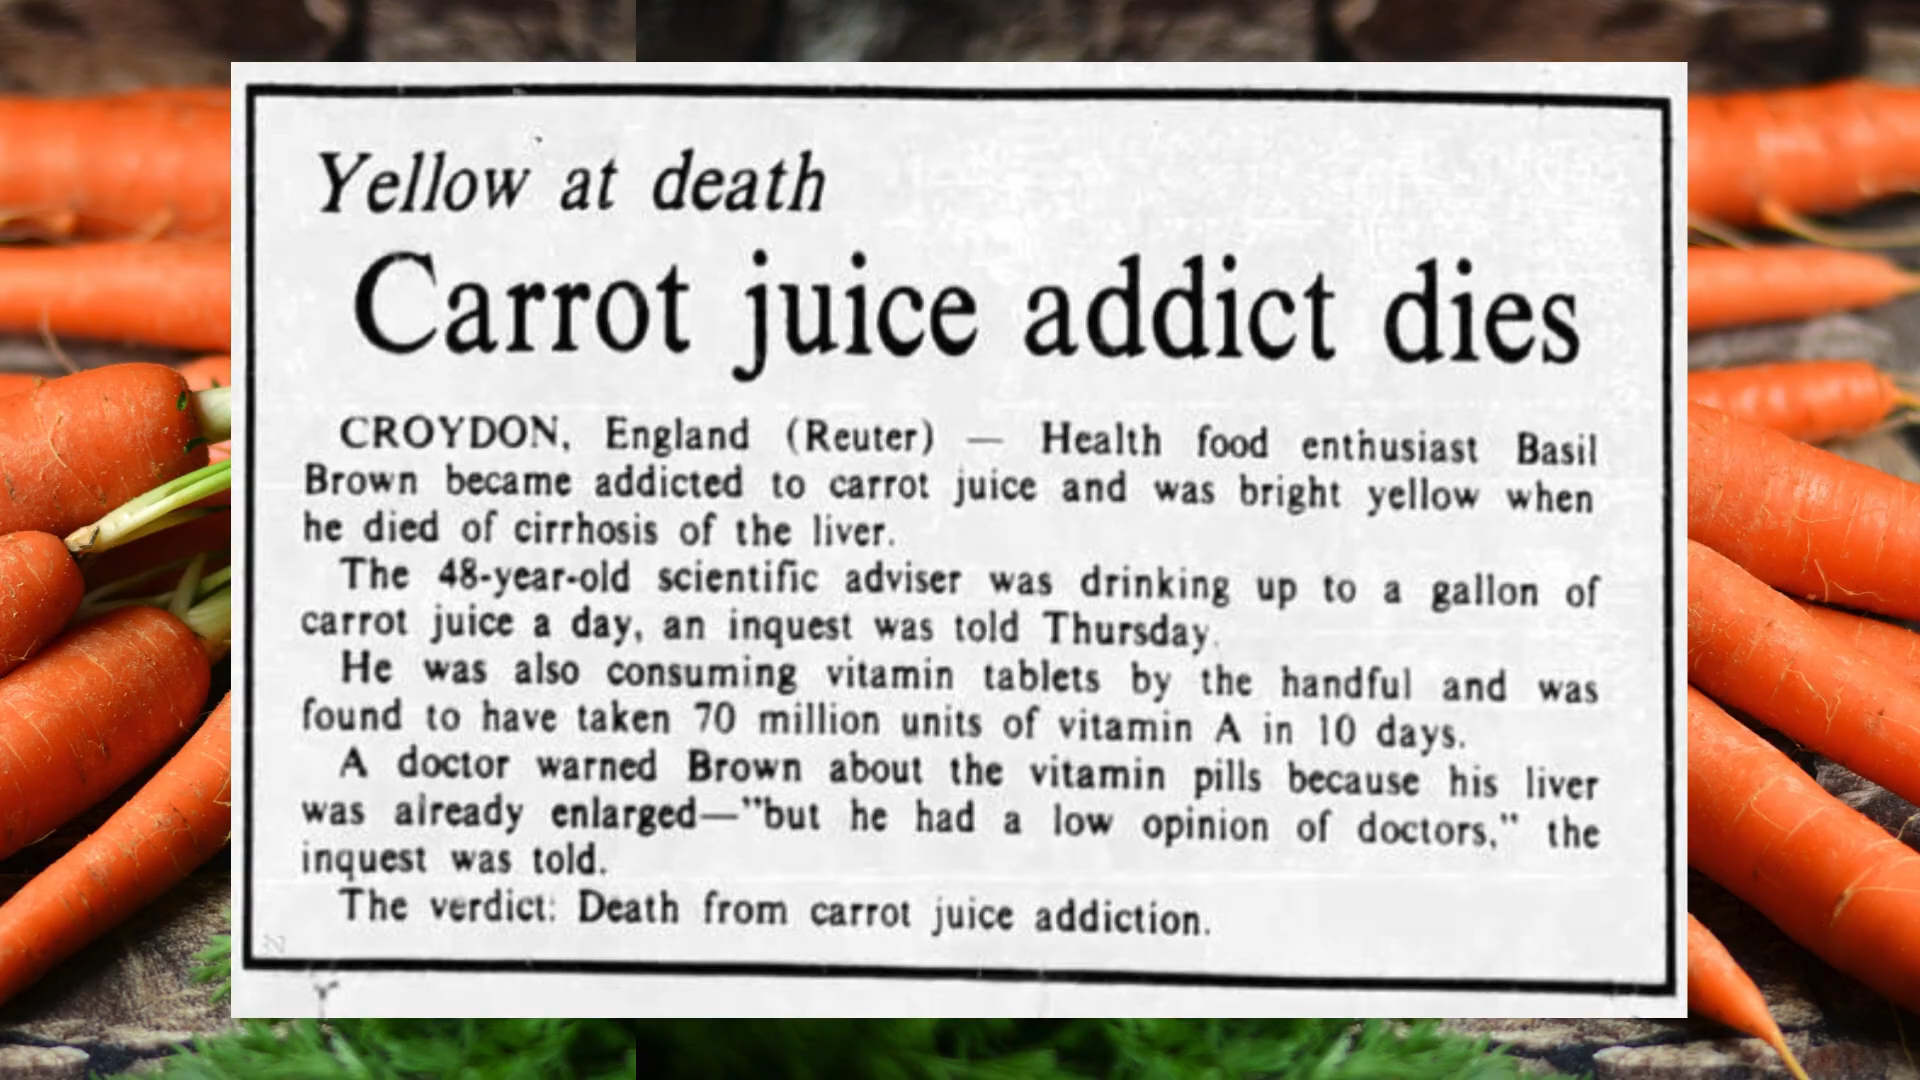 Yellow at death
Carrot juice addict dies
CROYDON, England (Reuter) — Health food enthusiast Basil
Brown became addicted to carrot juice and was bright yellow when
he died of cirrhosis of the liver.
The 48-year-old scientific adviser was drinking up to a gallon of
carrot juice a day, an inquest was told Thursday.
He was also consuming vitamin tablets by the handful and was
found to have taken 70 million units of vitamin A in 10 days.
A doctor warned Brown about the vitamin pills because his liver
was already enlarged—"but he had a low opinion of doctors," the
inquest was told.
The verdict: Death from carrot juice addiction.